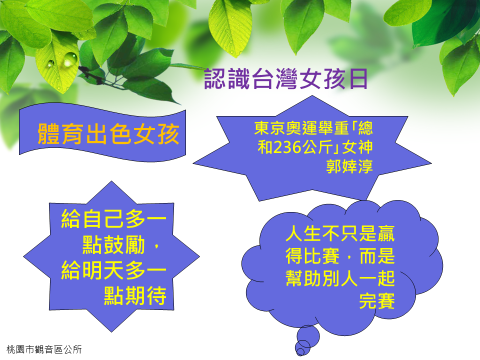 認識台灣女孩日
體育出色女孩
東京奧運舉重「總
和236公斤」女神
郭婞淳
給自己多一
點鼓勵，
給明天多一
點期待
人生不只是贏
得比賽，而是
幫助別人一起
完賽
桃園市觀音區公所